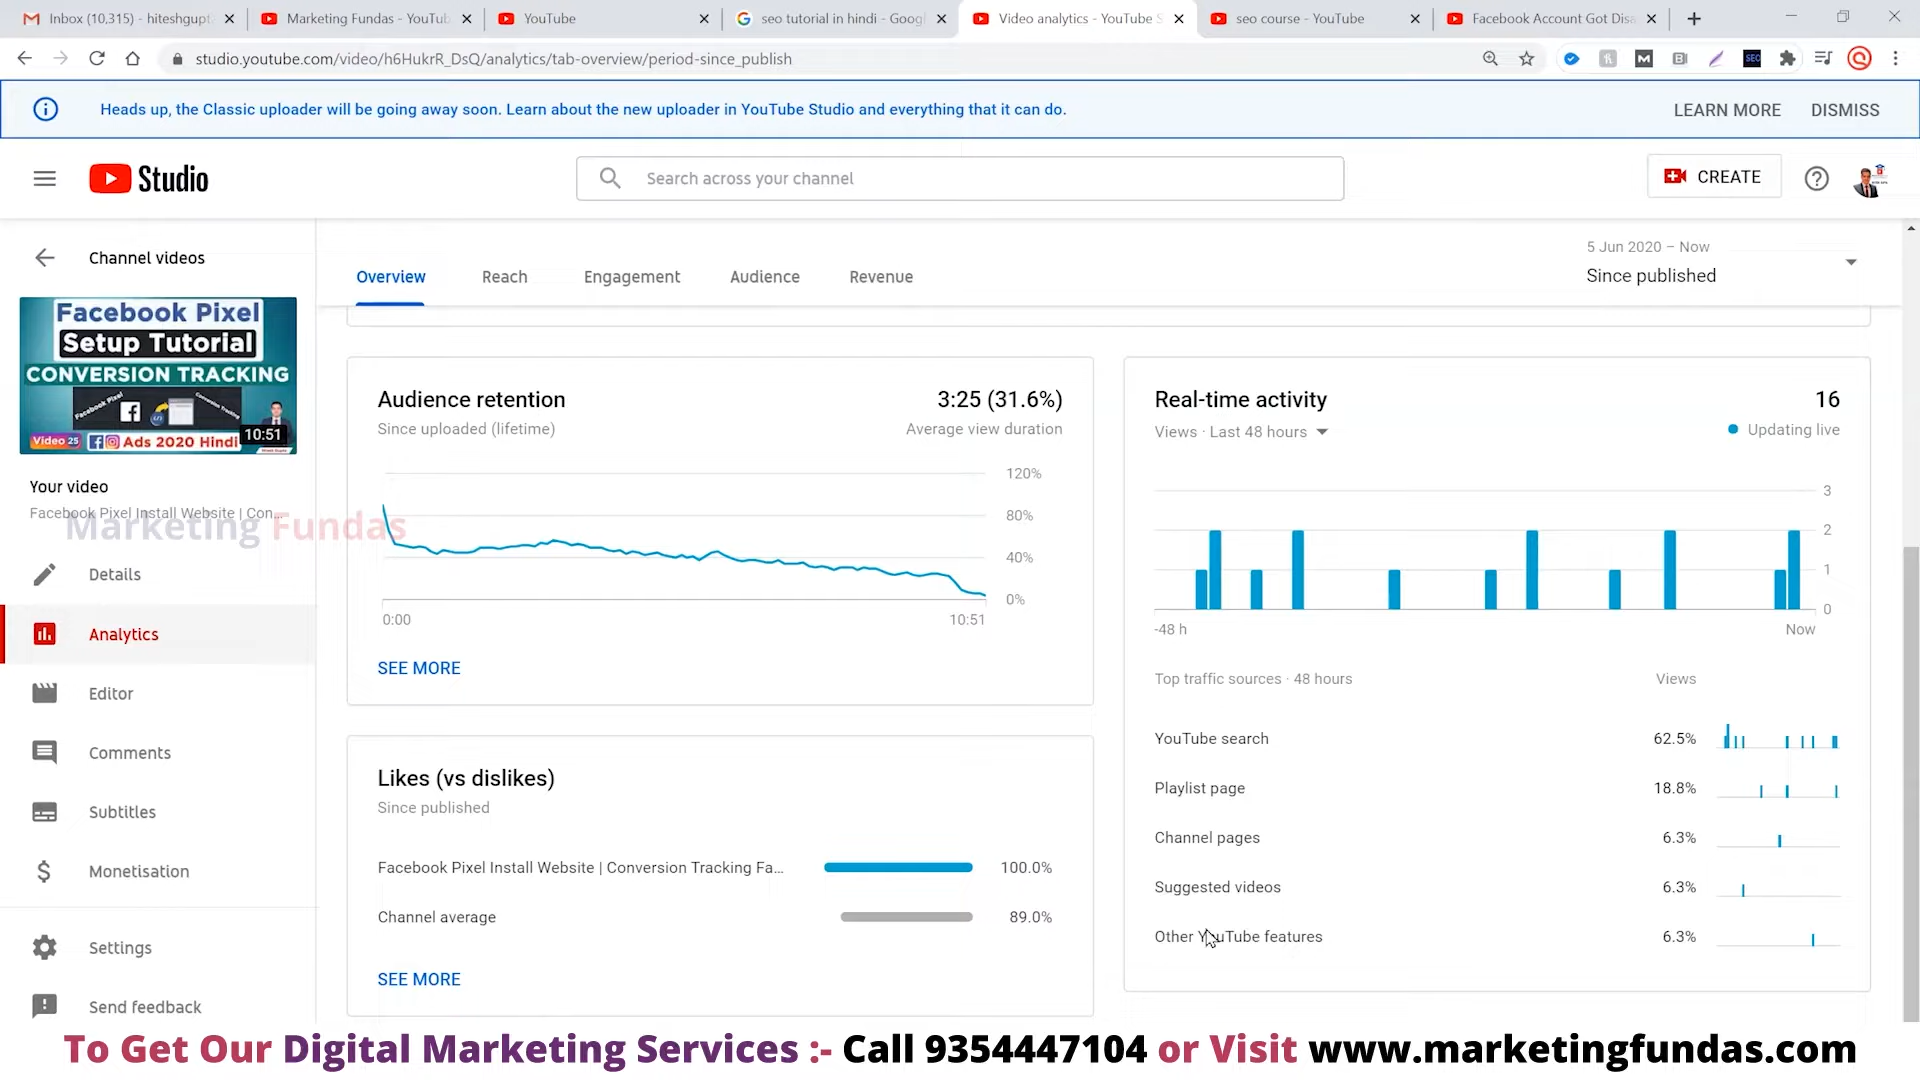 Inbox (10,315) - hiteshgupt
Marketing Fundas - YouTub
YouTube
seo tutorial in hindi - Goog
Video analytics - YouTube S
seo course - YouTube
Facebook Account Got Disa
studio.youtube.com/video/h6HukrR_DsQ/analytics/tab-overview/period-since_publish
Heads up, the Classic uploader will be going away soon. Learn about the new uploader in YouTube Studio and everything that it can do.
LEARN MORE
DISMISS
Studio
Search across your channel
CREATE
Channel videos
Overview
Reach
Engagement
Audience
Revenue
5 Jun 2020 – Now
Since published
Facebook Pixel
Setup Tutorial
CONVERSION TRACKING
Facebook Pixel
Conversion Tracking
Video 25
Ads 2020 Hindi
10:51
Your video
Facebook Pixel Install Website | Con...
Marketing Fundas
Details
Analytics
Editor
Comments
Subtitles
Monetisation
Settings
Send feedback
Audience retention
3:25 (31.6%)
Since uploaded (lifetime)
Average view duration
120%
80%
40%
0%
0:00
10:51
SEE MORE
Likes (vs dislikes)
Since published
Facebook Pixel Install Website | Conversion Tracking Fa...
100.0%
Channel average
89.0%
SEE MORE
Real-time activity
16
Views · Last 48 hours
Updating live
3
2
1
0
-48 h
Now
Top traffic sources · 48 hours
Views
YouTube search
62.5%
Playlist page
18.8%
Channel pages
6.3%
Suggested videos
6.3%
Other YouTube features
6.3%
To Get Our Digital Marketing Services :- Call 9354447104 or Visit www.marketingfundas.com